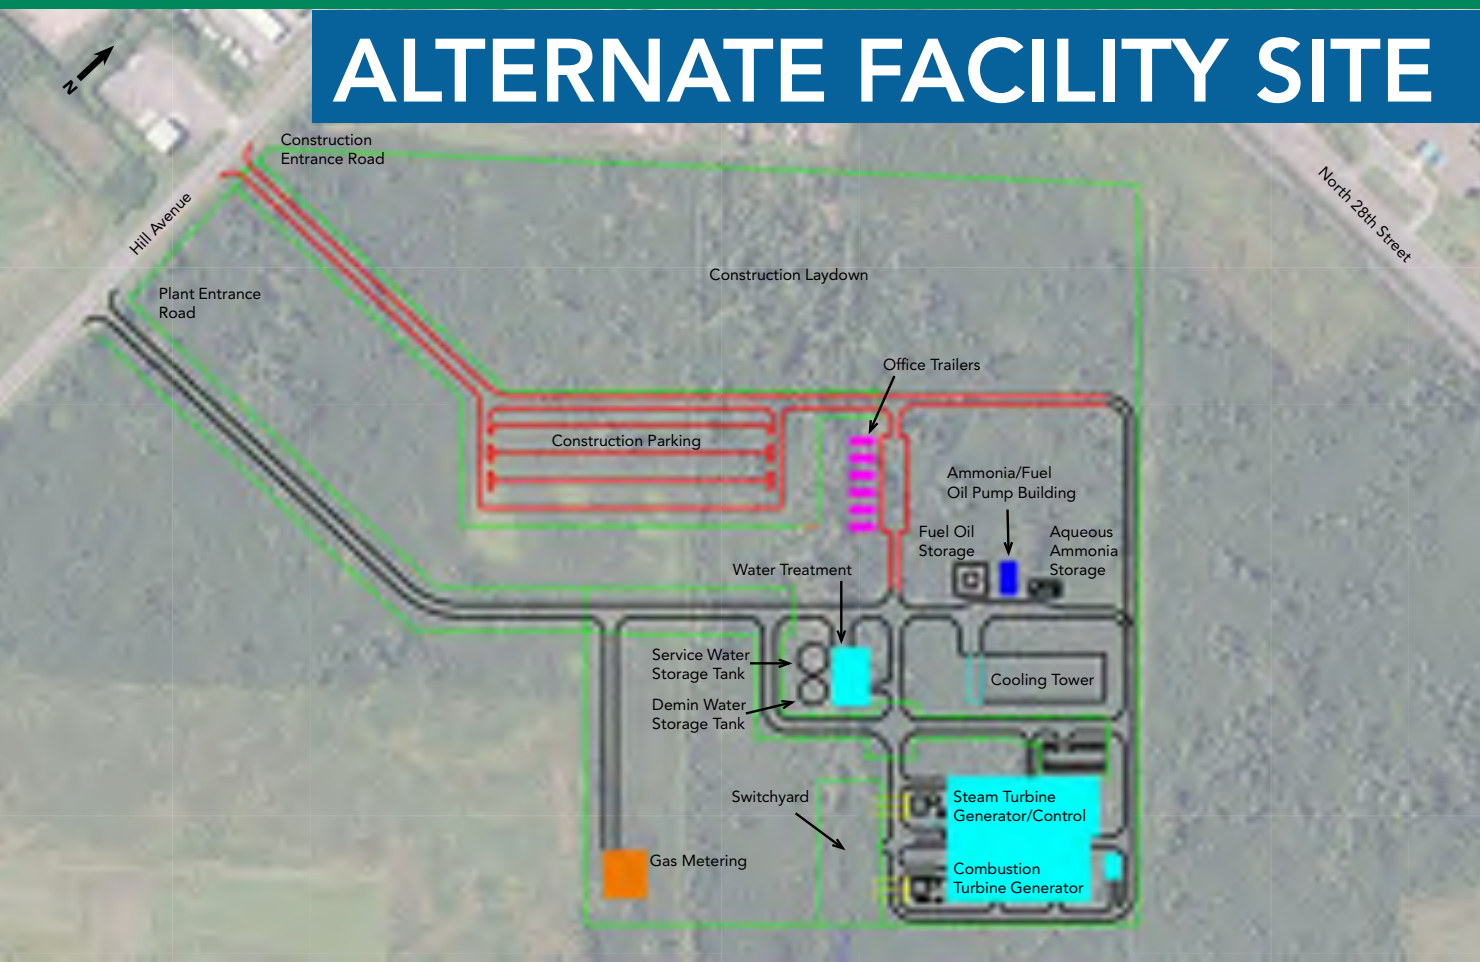 ALTERNATE FACILITY SITE
N
Construction
Entrance Road
Hill Avenue
North 28th Street
Plant Entrance
Road
Construction Laydown
Office Trailers
Construction Parking
Ammonia/Fuel
Oil Pump Building
Fuel Oil
Storage
Aqueous
Ammonia
Storage
Water Treatment
Service Water
Storage Tank
Cooling Tower
Demin Water
Storage Tank
Switchyard
Steam Turbine
Generator/Control
Gas Metering
Combustion
Turbine Generator